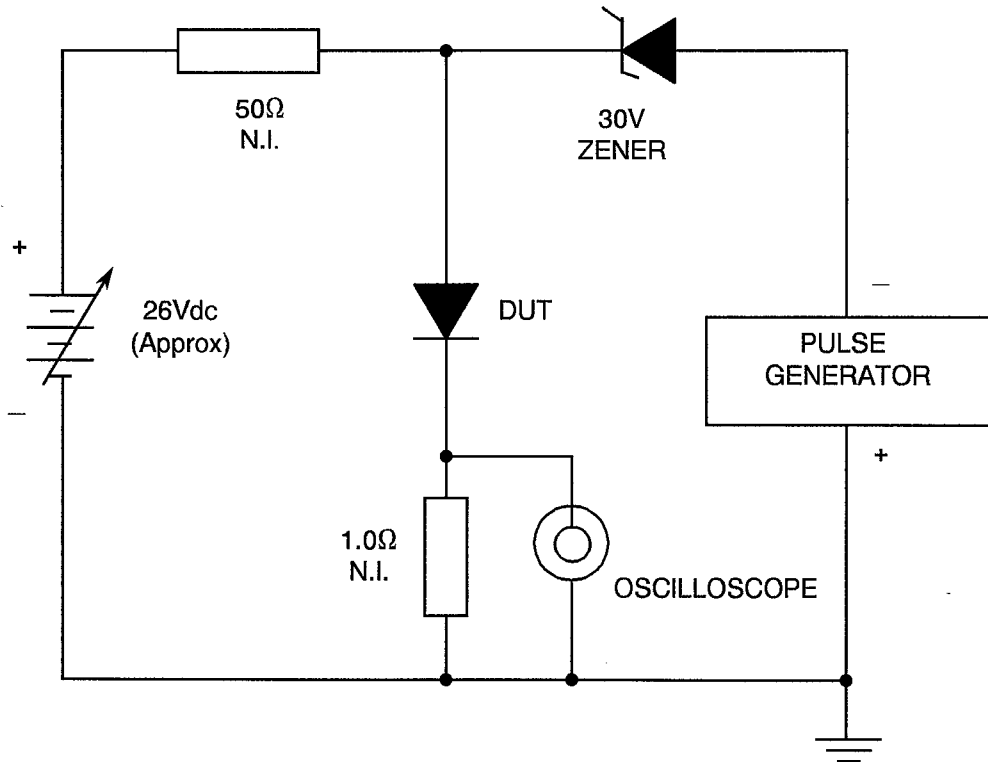 50Ω
N.I.
30V
ZENER
+
26Vdc
(Approx)
−
DUT
−
PULSE
GENERATOR
+
1.0Ω
N.I.
OSCILLOSCOPE